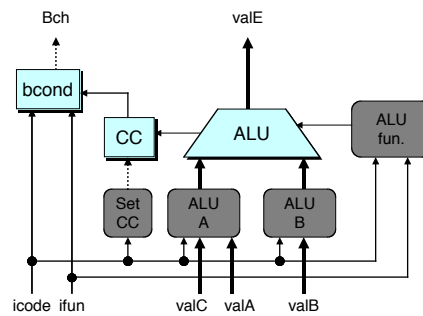 Bch
valE
bcond
CC
ALU
ALU
fun.
Set
CC
ALU
A
ALU
B
icode
ifun
valC
valA
valB